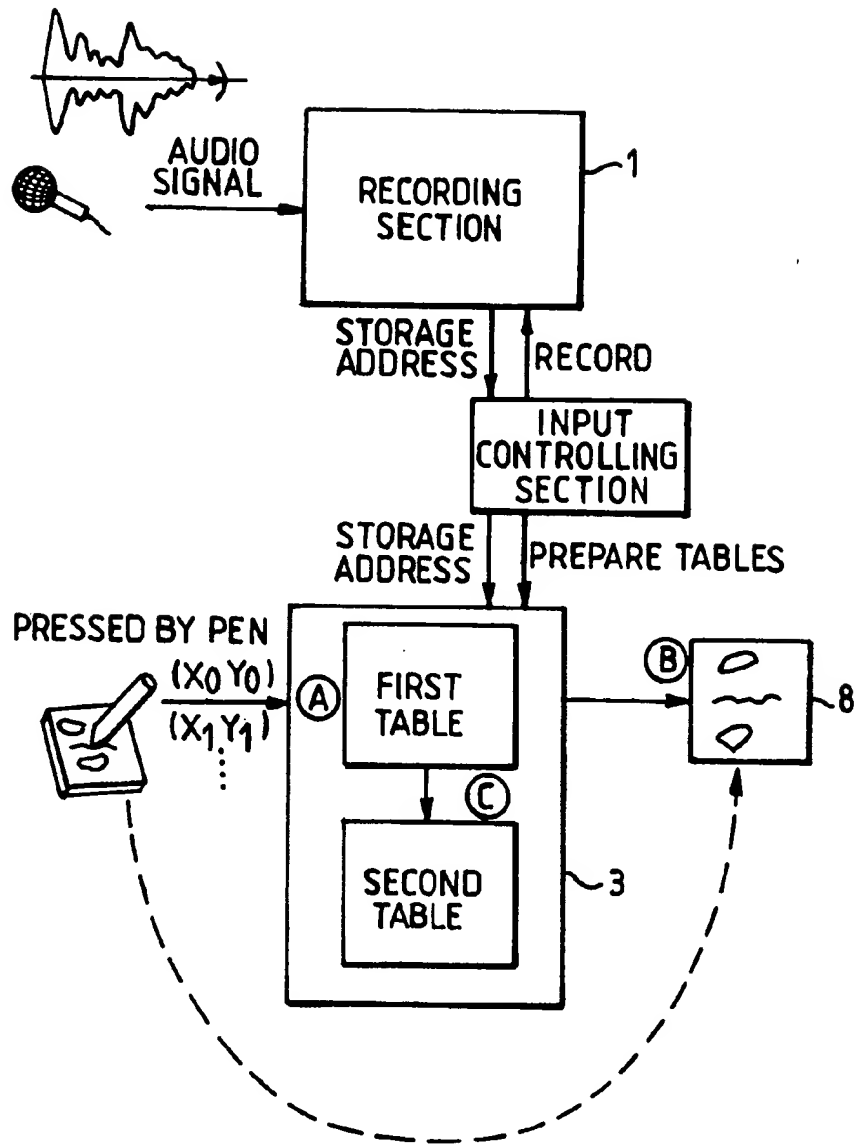 AUDIO
SIGNAL
RECORDING
SECTION
1
STORAGE
ADDRESS
RECORD
INPUT
CONTROLLING
SECTION
STORAGE
ADDRESS
PREPARE TABLES
PRESSED BY PEN
(X0 Y0)
(X1 Y1)
⋮
A
FIRST
TABLE
B
8
C
SECOND
TABLE
3